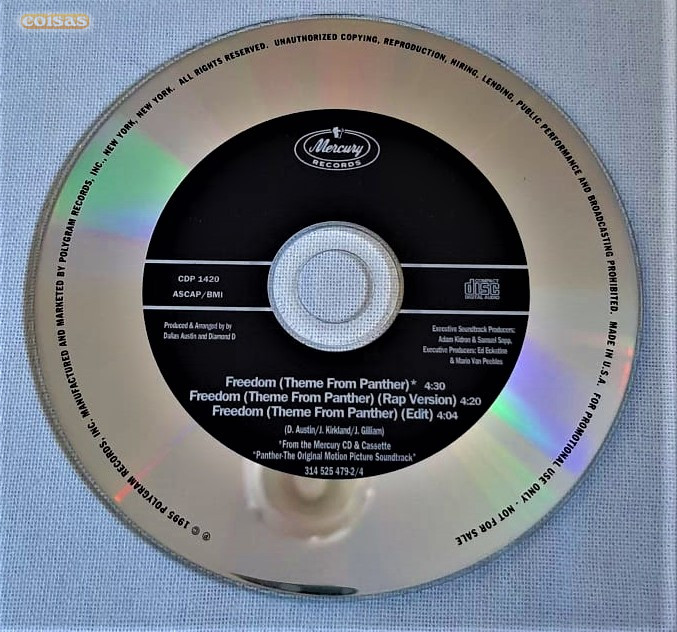 coisas
Mercury
RECORDS
CDP 1420
ASCAP/BMI
COMPACT
disc
DIGITAL AUDIO
Produced & Arranged by by
Dallas Austin and Diamond D
Executive Soundtrack Producers:
Adam Kidron & Samuel Sapp,
Executive Producers: Ed Eckstine
& Mario Van Peebles
Freedom (Theme From Panther)* 4:30
Freedom (Theme From Panther) (Rap Version) 4:20
Freedom (Theme From Panther) (Edit) 4:04
(D. Austin/J. Kirkland/J. Gilliam)
*From the Mercury CD & Cassette
"Panther-The Original Motion Picture Soundtrack"
314 525 479-2/4
℗ © 1995 POLYGRAM RECORDS, INC. MANUFACTURED AND MARKETED BY POLYGRAM RECORDS, INC., NEW YORK, NEW YORK. ALL RIGHTS RESERVED. UNAUTHORIZED COPYING, REPRODUCTION, HIRING, LENDING, PUBLIC PERFORMANCE AND BROADCASTING PROHIBITED. MADE IN U.S.A. FOR PROMOTIONAL USE ONLY - NOT FOR SALE